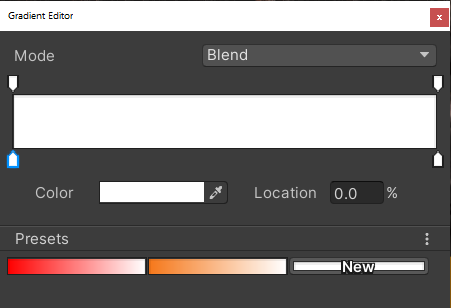 Gradient Editor
x
Mode Blend
Color Location 0.0 %
Presets
New